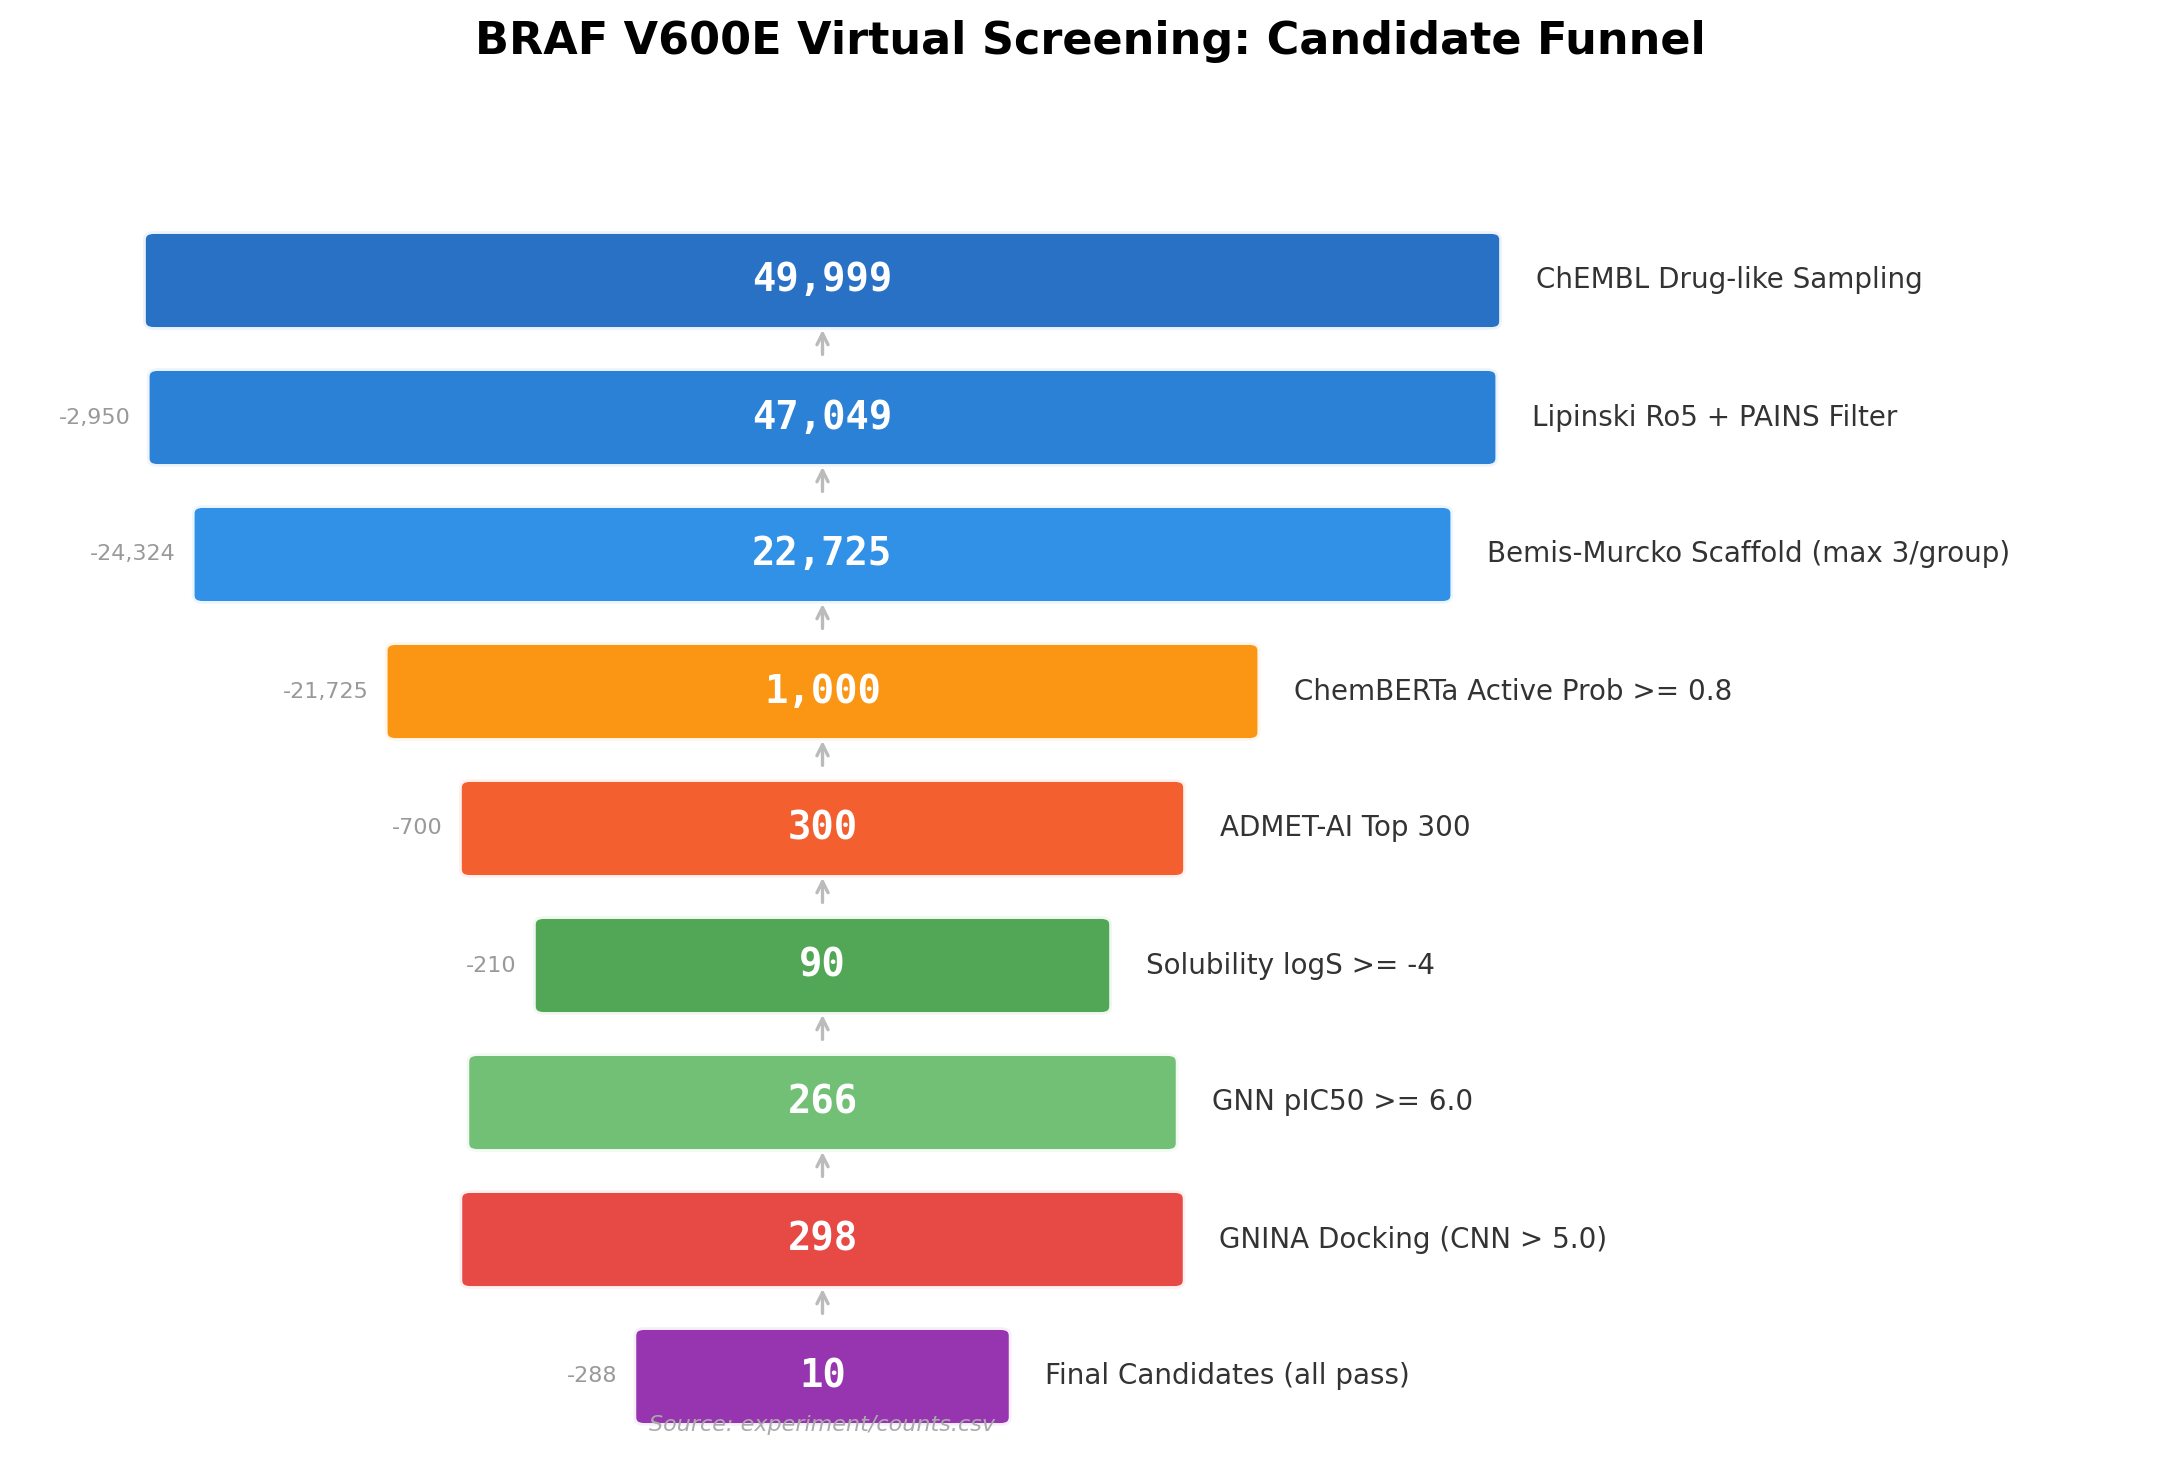 BRAF V600E Virtual Screening: Candidate Funnel
49,999 ChEMBL Drug-like Sampling
-2,950 47,049 Lipinski Ro5 + PAINS Filter
-24,324 22,725 Bemis-Murcko Scaffold (max 3/group)
-21,725 1,000 ChemBERTa Active Prob >= 0.8
-700 300 ADMET-AI Top 300
-210 90 Solubility logS >= -4
266 GNN pIC50 >= 6.0
298 GNINA Docking (CNN > 5.0)
-288 10 Final Candidates (all pass)
Source: experiment/counts.csv